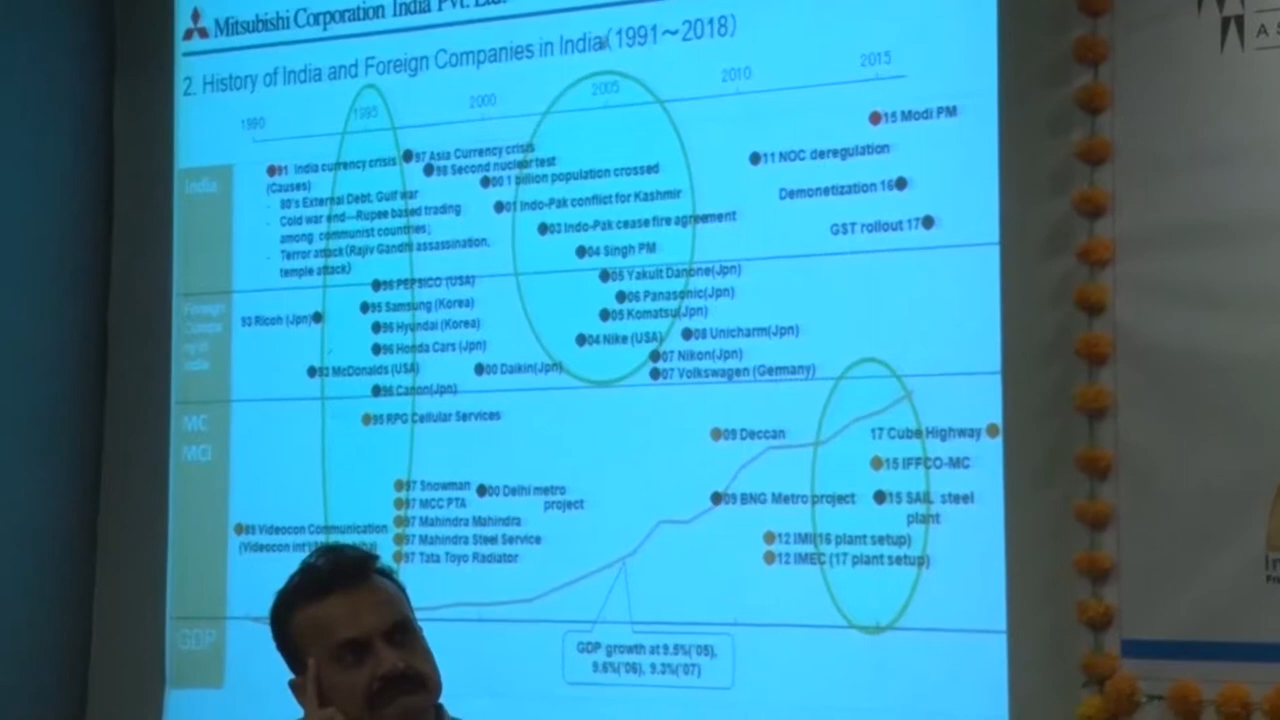 Mitsubishi Corporation India Pvt. Ltd.
2. History of India and Foreign Companies in India(1991～2018)
1990
1995
2000
2005
2010
2015
India
91 India currency crisis
(Causes)
- 80's External Debt, Gulf war
- Cold war end—Rupee based trading
among communist countries;
- Terror attack(Rajiv Gandhi assassination,
temple attack)
97 Asia Currency crisis
98 Second nuclear test
00 1 billion population crossed
01 Indo-Pak conflict for Kashmir
03 Indo-Pak cease fire agreement
04 Singh PM
11 NOC deregulation
15 Modi PM
Demonetization 16
GST rollout 17
Foreign
93 Ricoh (Jpn)
96 PEPSICO (USA)
95 Samsung (Korea)
96 Hyundai (Korea)
96 Honda Cars (Jpn)
93 McDonalds (USA)
96 Canon(Jpn)
00 Daikin(Jpn)
05 Yakult Danone(Jpn)
06 Panasonic(Jpn)
05 Komatsu(Jpn)
04 Nike (USA)
08 Unicharm(Jpn)
07 Nikon(Jpn)
07 Volkswagen (Germany)
MC
MCI
95 RPG Cellular Services
97 Snowman
97 MCC PTA
97 Mahindra Mahindra
97 Mahindra Steel Service
97 Tata Toyo Radiator
00 Delhi metro
project
Videocon Communication
(Videocon
09 Deccan
17 Cube Highway
15 IFFCO-MC
09 BNG Metro project
15 SAIL steel
plant
12 IMI(16 plant setup)
12 IMEC (17 plant setup)
GDP
GDP growth at 9.5%('05),
9.6%('06), 9.3%('07)